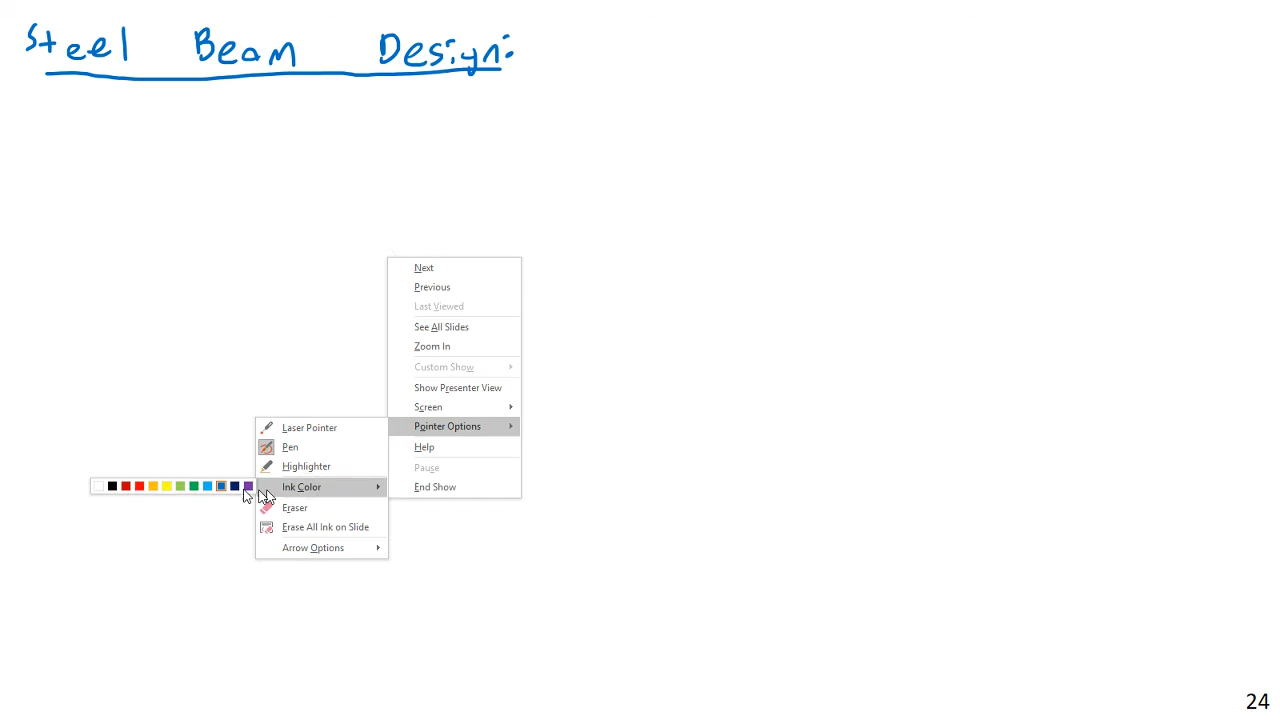 Steel Beam Design:
Next
Previous
Last Viewed
See All Slides
Zoom In
Custom Show
Show Presenter View
Screen
Pointer Options
Help
Pause
End Show
Laser Pointer
Pen
Highlighter
Ink Color
Eraser
Erase All Ink on Slide
Arrow Options
24